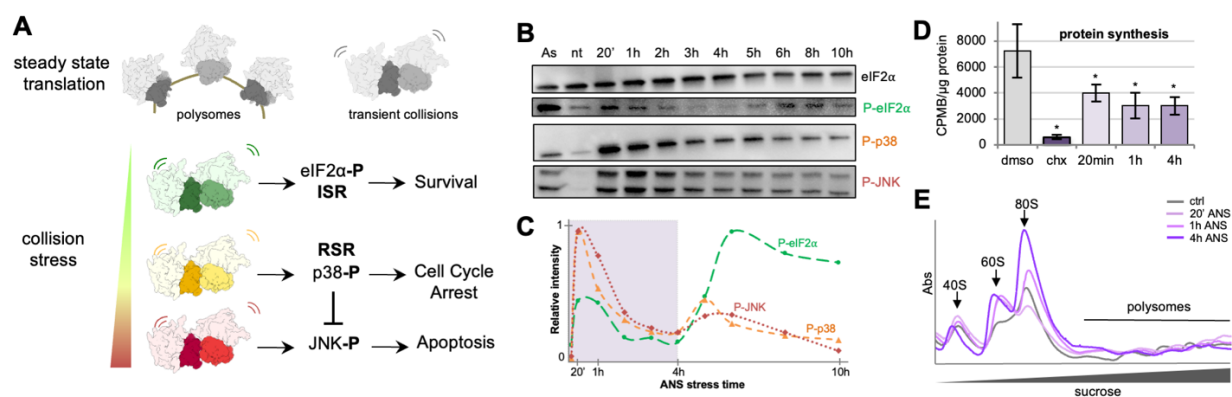 A
steady state
translation
polysomes
transient collisions
collision
stress
eIF2α-P
ISR
Survival
RSR
p38-P
Cell Cycle
Arrest
JNK-P
Apoptosis
B
As nt 20' 1h 2h 3h 4h 5h 6h 8h 10h
eIF2α
P-eIF2α
P-p38
P-JNK
C
Relative intensity
1
0
P-eIF2α
P-JNK
P-p38
20' 1h 4h 10h
ANS stress time
D
protein synthesis
CPMB/μg protein
8000
6000
4000
2000
0
* * * *
dmso chx 20min 1h 4h
E
ctrl
20' ANS
1h ANS
4h ANS
80S
60S
40S
Abs
polysomes
sucrose